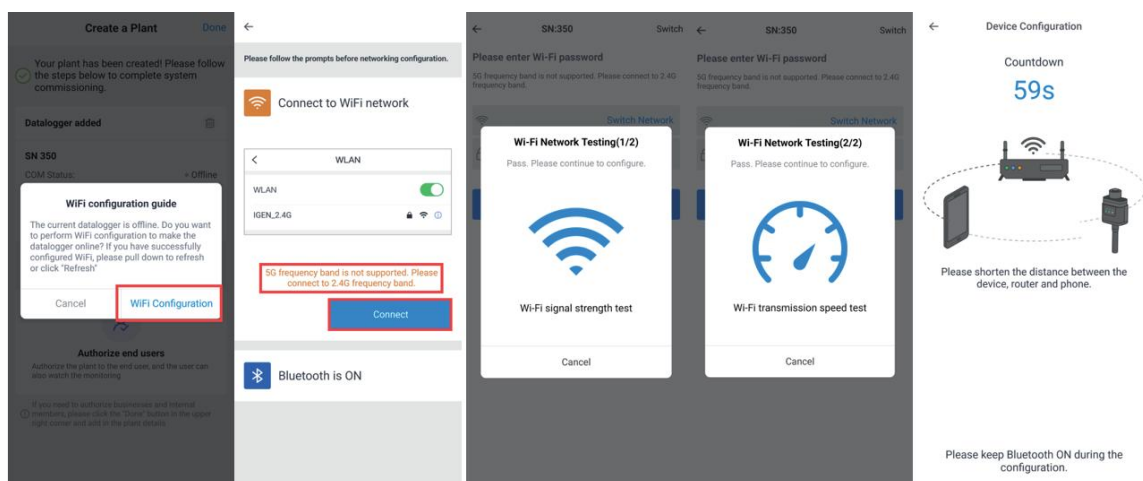 Create a Plant
Done
Your plant has been created! Please follow
the steps below to complete system
commissioning.
Datalogger added
SN 350
COM Status:
Offline
WiFi configuration guide
The current datalogger is offline. Do you want
to perform WiFi configuration to make the
datalogger online? If you have successfully
configured WiFi, please pull down to refresh
or click "Refresh"
Cancel
WiFi Configuration
Authorize end users
Authorize the plant to the end user, and the user can
also watch the monitoring
If you need to authorize businesses and internal
members, please click the "Done" button in the upper
right corner and add in the plant details
Please follow the prompts before networking configuration.
Connect to WiFi network
WLAN
WLAN
IGEN_2.4G
5G frequency band is not supported. Please
connect to 2.4G frequency band.
Connect
Bluetooth is ON
SN:350
Switch
Please enter Wi-Fi password
5G frequency band is not supported. Please connect to 2.4G
frequency band.
Switch Network
Wi-Fi Network Testing(1/2)
Pass. Please continue to configure.
Wi-Fi signal strength test
Cancel
SN:350
Switch
Please enter Wi-Fi password
5G frequency band is not supported. Please connect to 2.4G
frequency band.
Switch Network
Wi-Fi Network Testing(2/2)
Pass. Please continue to configure.
Wi-Fi transmission speed test
Cancel
Device Configuration
Countdown
59s
Please shorten the distance between the
device, router and phone.
Please keep Bluetooth ON during the
configuration.